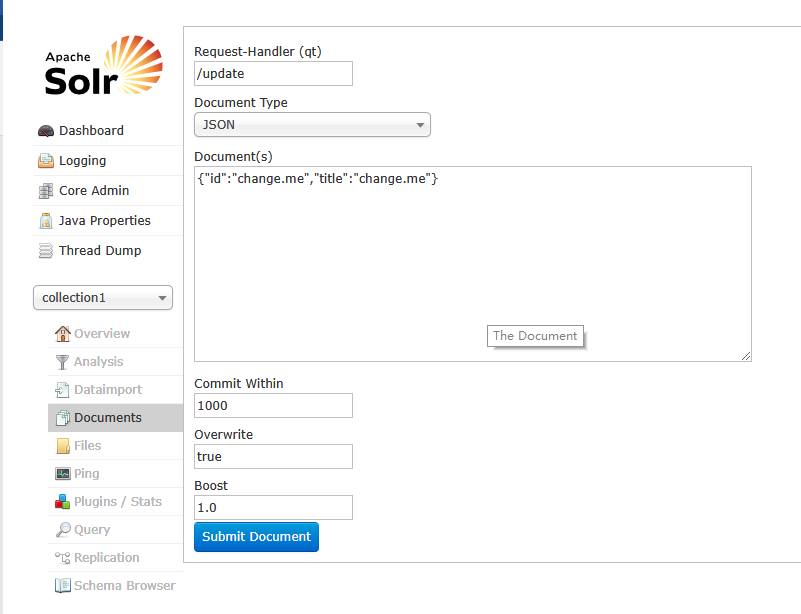 Apache
Solr
Dashboard
Logging
Core Admin
Java Properties
Thread Dump
collection1
Overview
Analysis
Dataimport
Documents
Files
Ping
Plugins / Stats
Query
Replication
Schema Browser
Request-Handler (qt)
/update
Document Type
JSON
Document(s)
{"id":"change.me","title":"change.me"}
The Document
Commit Within
1000
Overwrite
true
Boost
1.0
Submit Document